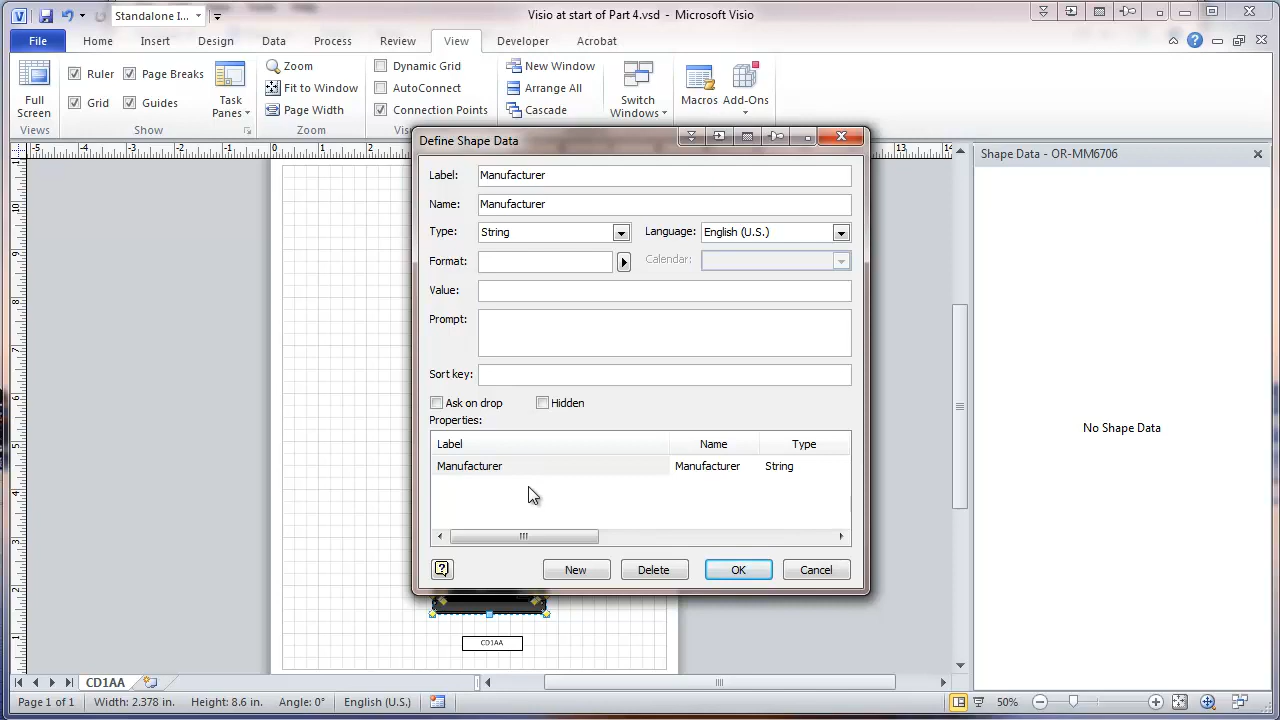 Standalone I...
Visio at start of Part 4.vsd - Microsoft Visio
File Home Insert Design Data Process Review View Developer Acrobat
Full Screen
Views
Ruler
Page Breaks
Grid
Guides
Task Panes
Show
Zoom
Fit to Window
Page Width
Zoom
Dynamic Grid
AutoConnect
Connection Points
New Window
Arrange All
Cascade
Switch Windows
Macros
Add-Ons
Define Shape Data
Label: Manufacturer
Name: Manufacturer
Type: String Language: English (U.S.)
Format: Calendar:
Value:
Prompt:
Sort key:
Ask on drop Hidden
Properties:
Label Name Type
Manufacturer Manufacturer String
New Delete OK Cancel
Shape Data - OR-MM6706
No Shape Data
CD1AA
CD1AA
Page 1 of 1 Width: 2.378 in. Height: 8.6 in. Angle: 0° English (U.S.) 50%